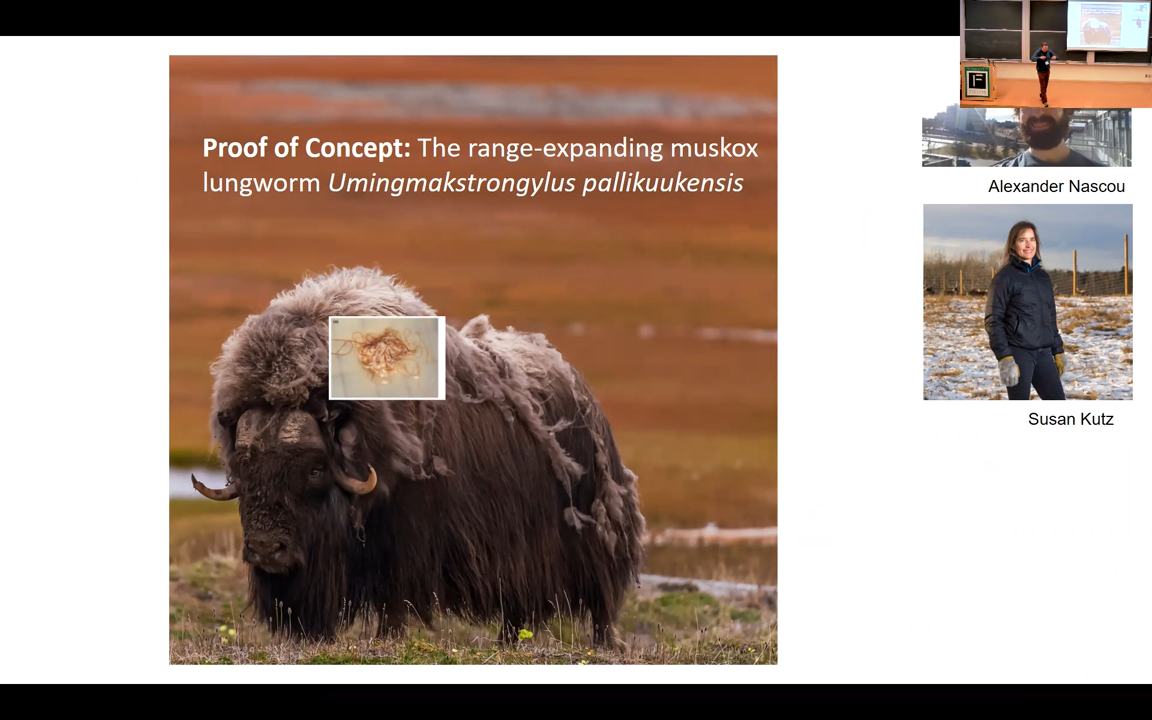 Proof of Concept: The range-expanding muskox
lungworm Umingmakstrongylus pallikuukensis
Alexander Nascou
Susan Kutz
F